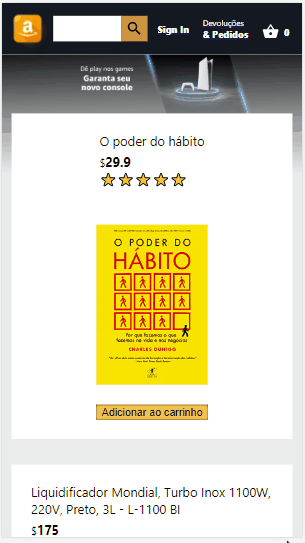 a
Sign In
Devoluções
& Pedidos
0
Dê play nos games
Garanta seu
novo console
O poder do hábito
$29.9
O PODER DO
HÁBITO
Por que fazemos o que
fazemos na vida e nos negócios
CHARLES DUHIGG
Adicionar ao carrinho
Liquidificador Mondial, Turbo Inox 1100W,
220V, Preto, 3L - L-1100 BI
$175